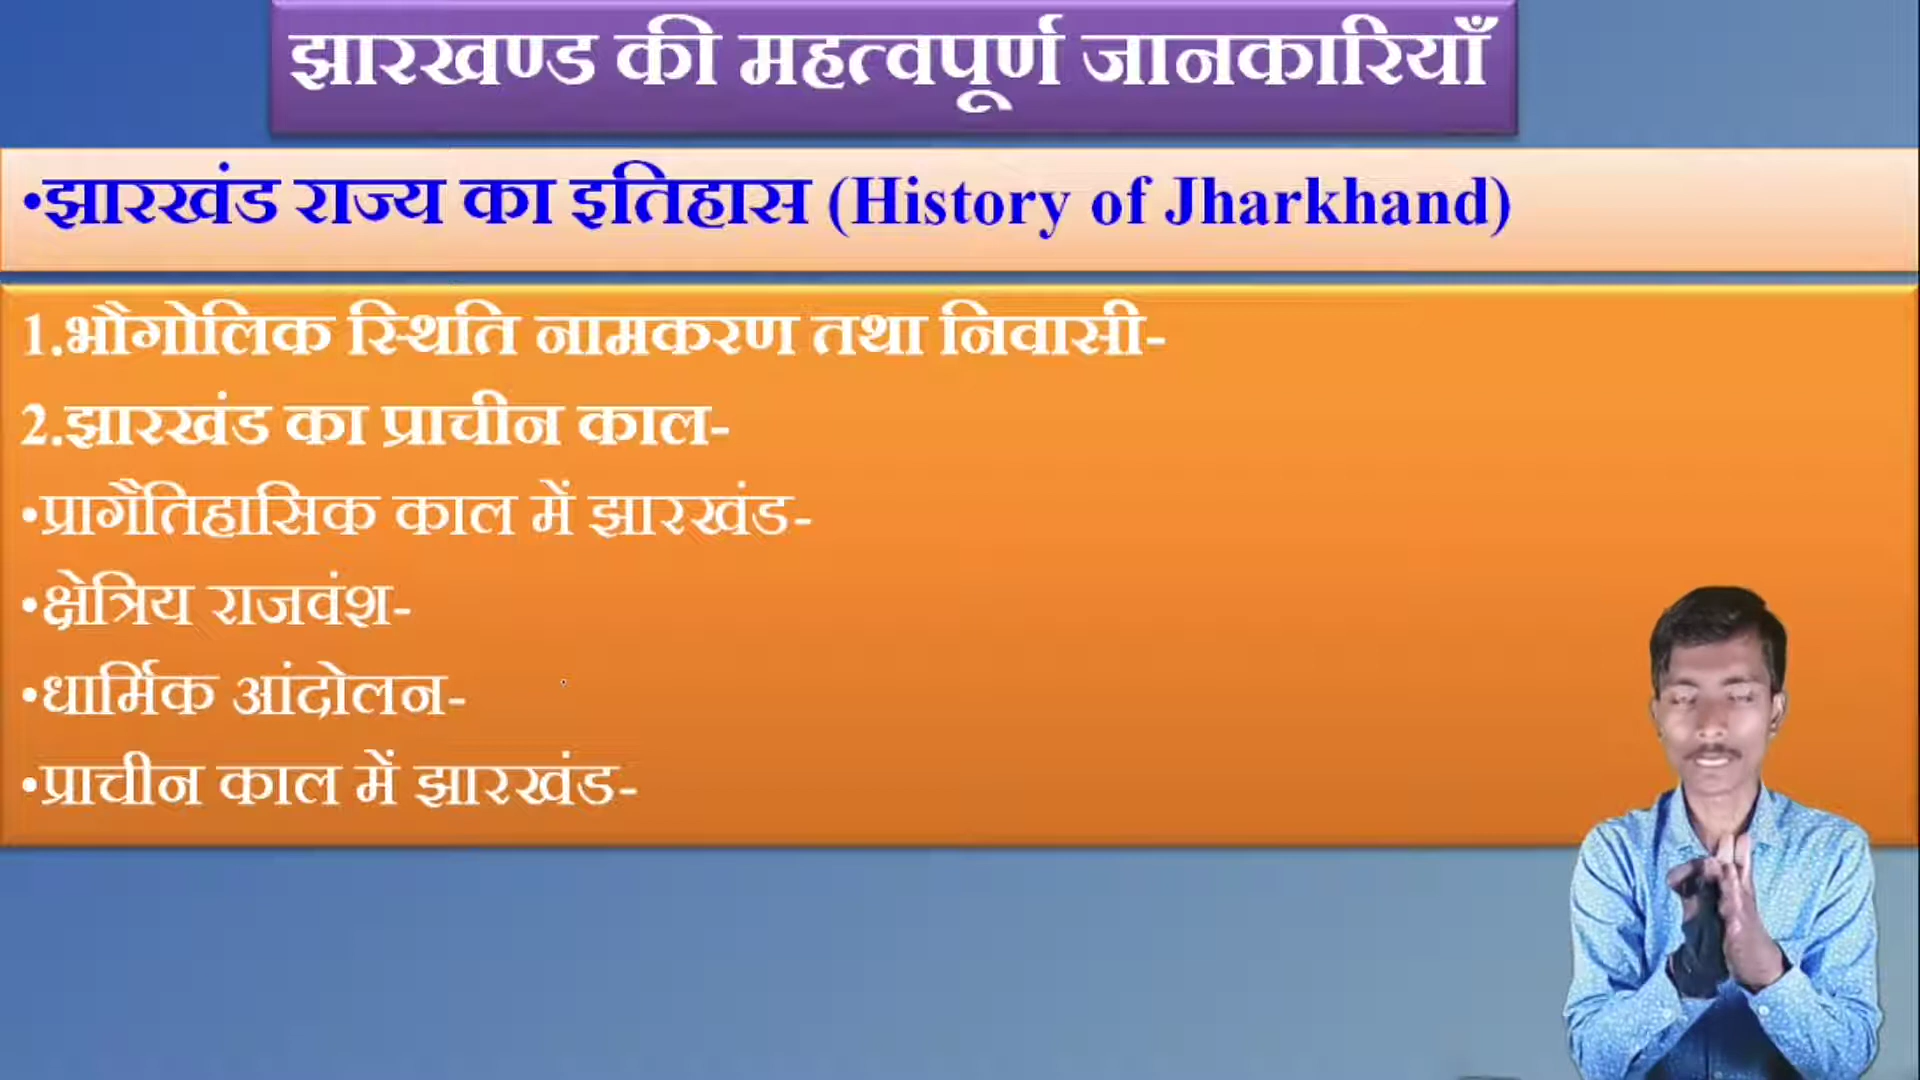 झारखण्ड की महत्वपूर्ण जानकारियाँ
•झारखंड राज्य का इतिहास (History of Jharkhand)
1.भौगोलिक स्थिति नामकरण तथा निवासी-
2.झारखंड का प्राचीन काल-
•प्रागैतिहासिक काल में झारखंड-
•क्षेत्रिय राजवंश-
•धार्मिक आंदोलन-
•प्राचीन काल में झारखंड-